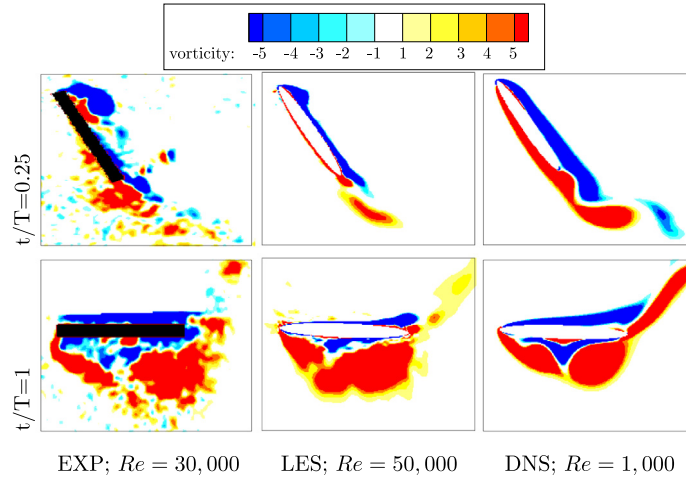 vorticity: -5 -4 -3 -2 -1 1 2 3 4 5
t/T=0.25
t/T=1
EXP; Re = 30,000 LES; Re = 50,000 DNS; Re = 1,000